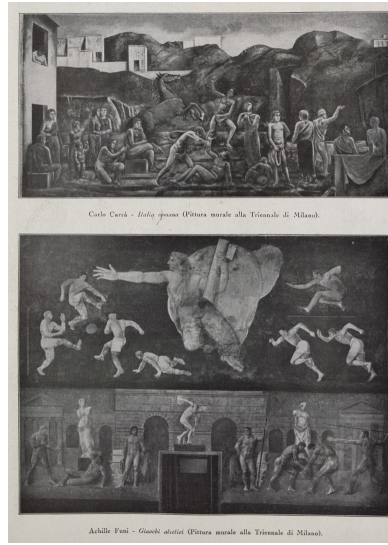 Carlo Carrà - Italia romana (Pittura murale alla Triennale di Milano).
Achille Funi - Giuochi atletici (Pittura murale alla Triennale di Milano).